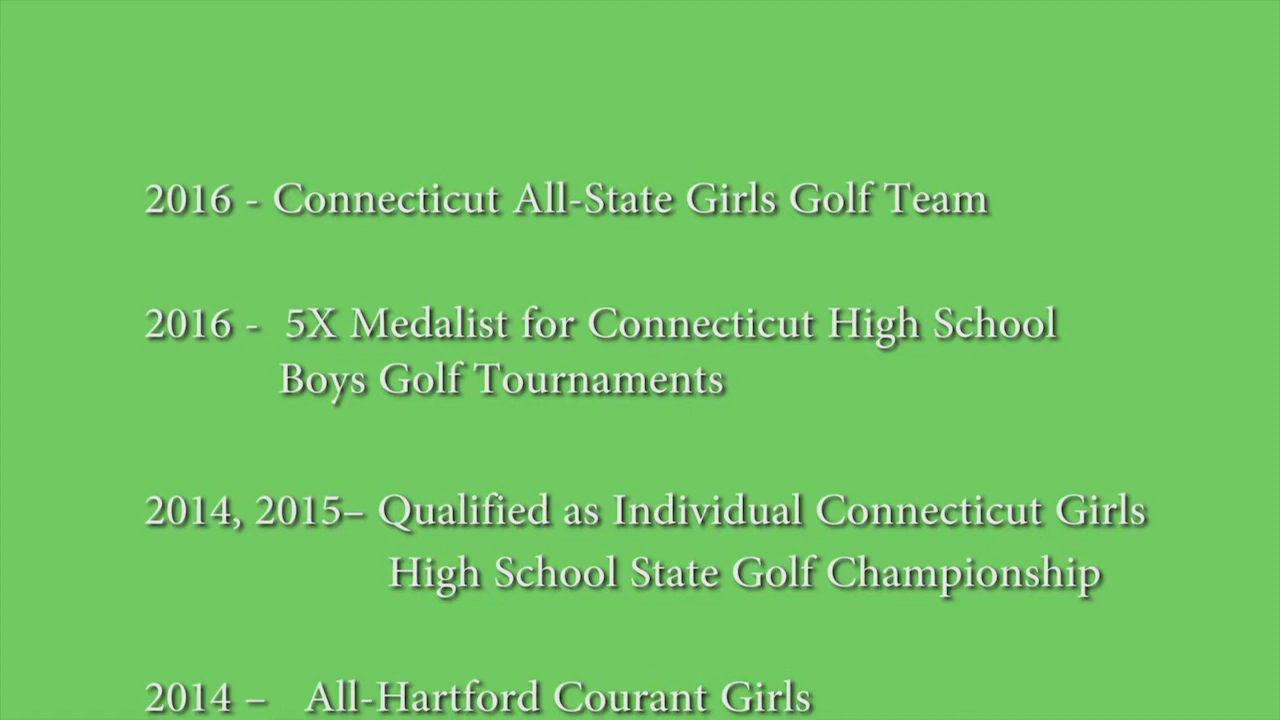 2016 - Connecticut All-State Girls Golf Team
2016 - 5X Medalist for Connecticut High School
Boys Golf Tournaments
2014, 2015– Qualified as Individual Connecticut Girls
High School State Golf Championship
2014 – All-Hartford Courant Girls